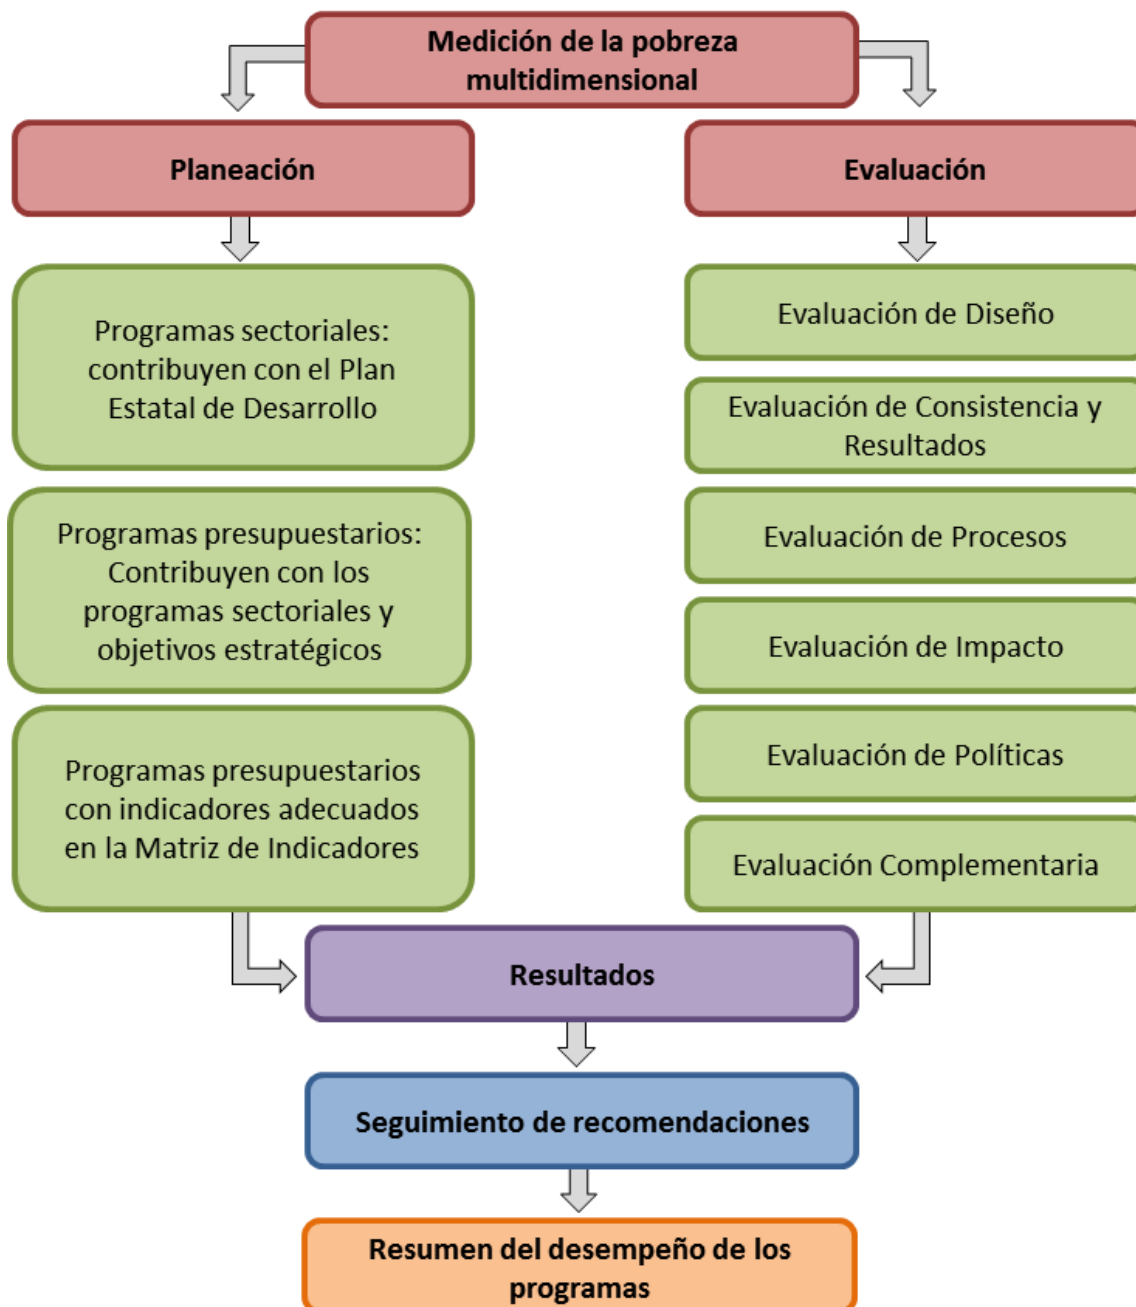 Medición de la pobreza
multidimensional
Planeación
Evaluación
Programas sectoriales:
contribuyen con el Plan
Estatal de Desarrollo
Programas presupuestarios:
Contribuyen con los
programas sectoriales y
objetivos estratégicos
Programas presupuestarios
con indicadores adecuados
en la Matriz de Indicadores
Evaluación de Diseño
Evaluación de Consistencia y
Resultados
Evaluación de Procesos
Evaluación de Impacto
Evaluación de Políticas
Evaluación Complementaria
Resultados
Seguimiento de recomendaciones
Resumen del desempeño de los
programas